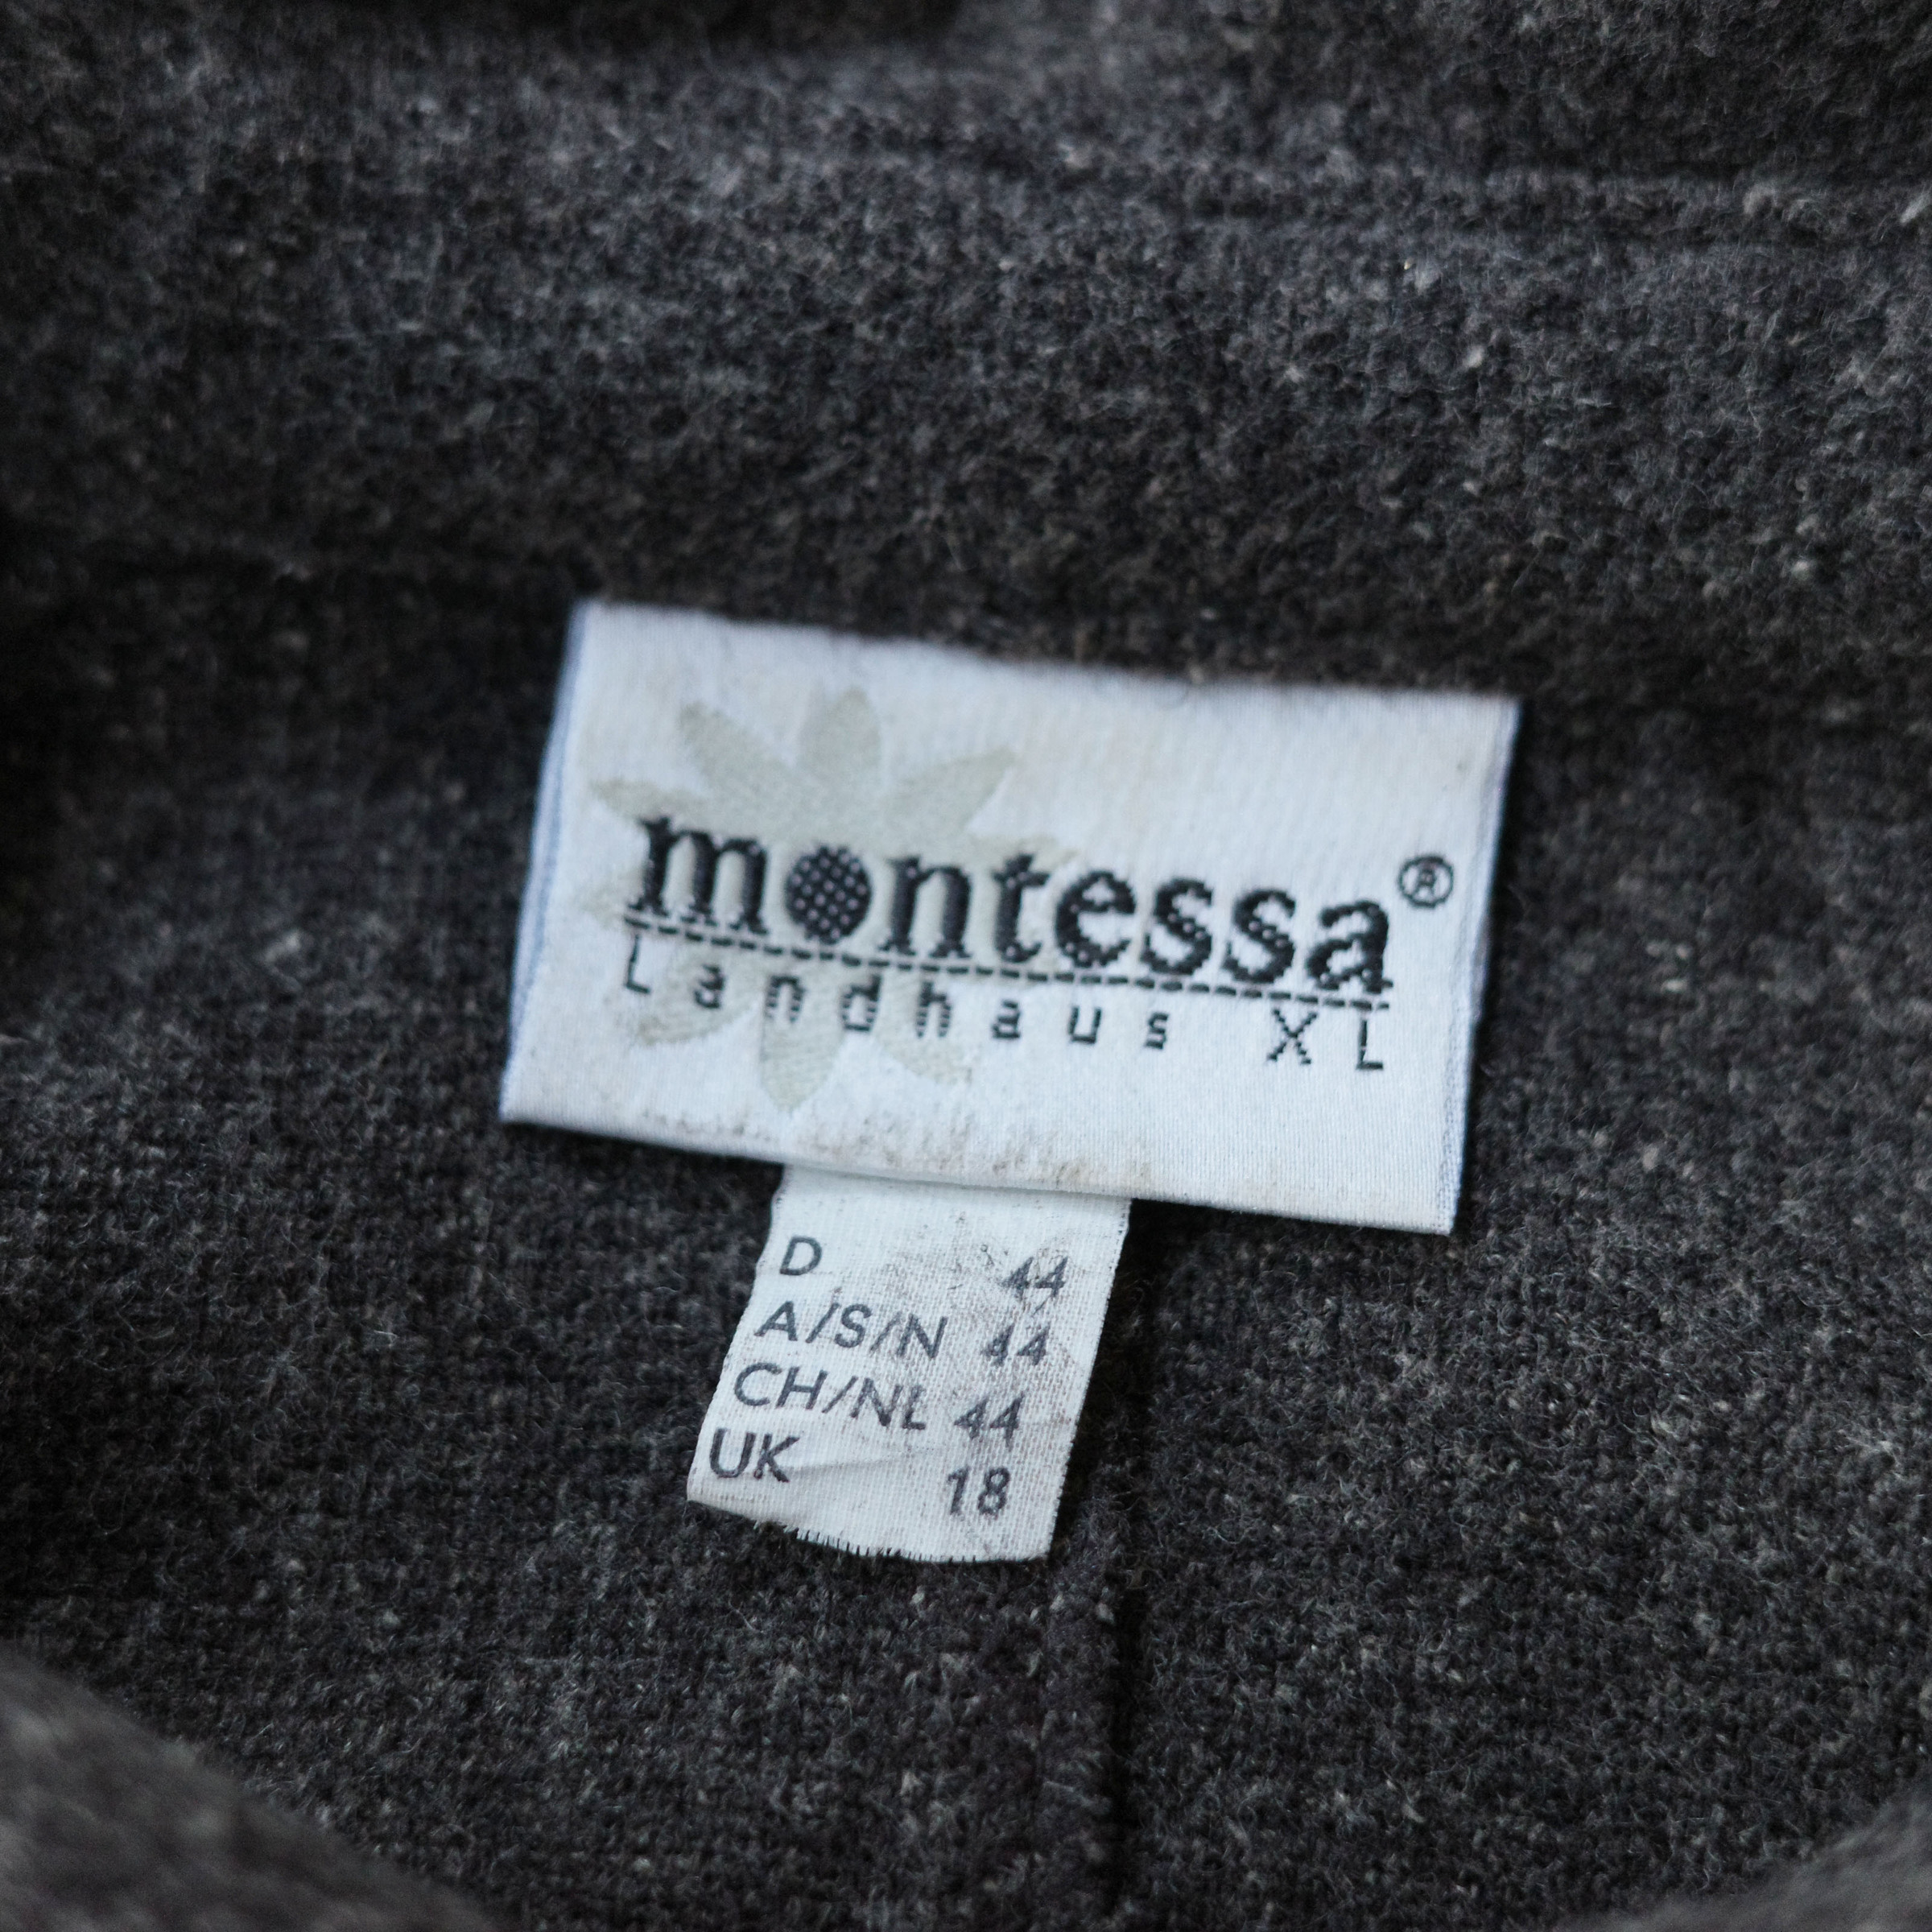 montessa®
Landhaus XL
D 44
A/S/N 44
CH/NL 44
UK 18